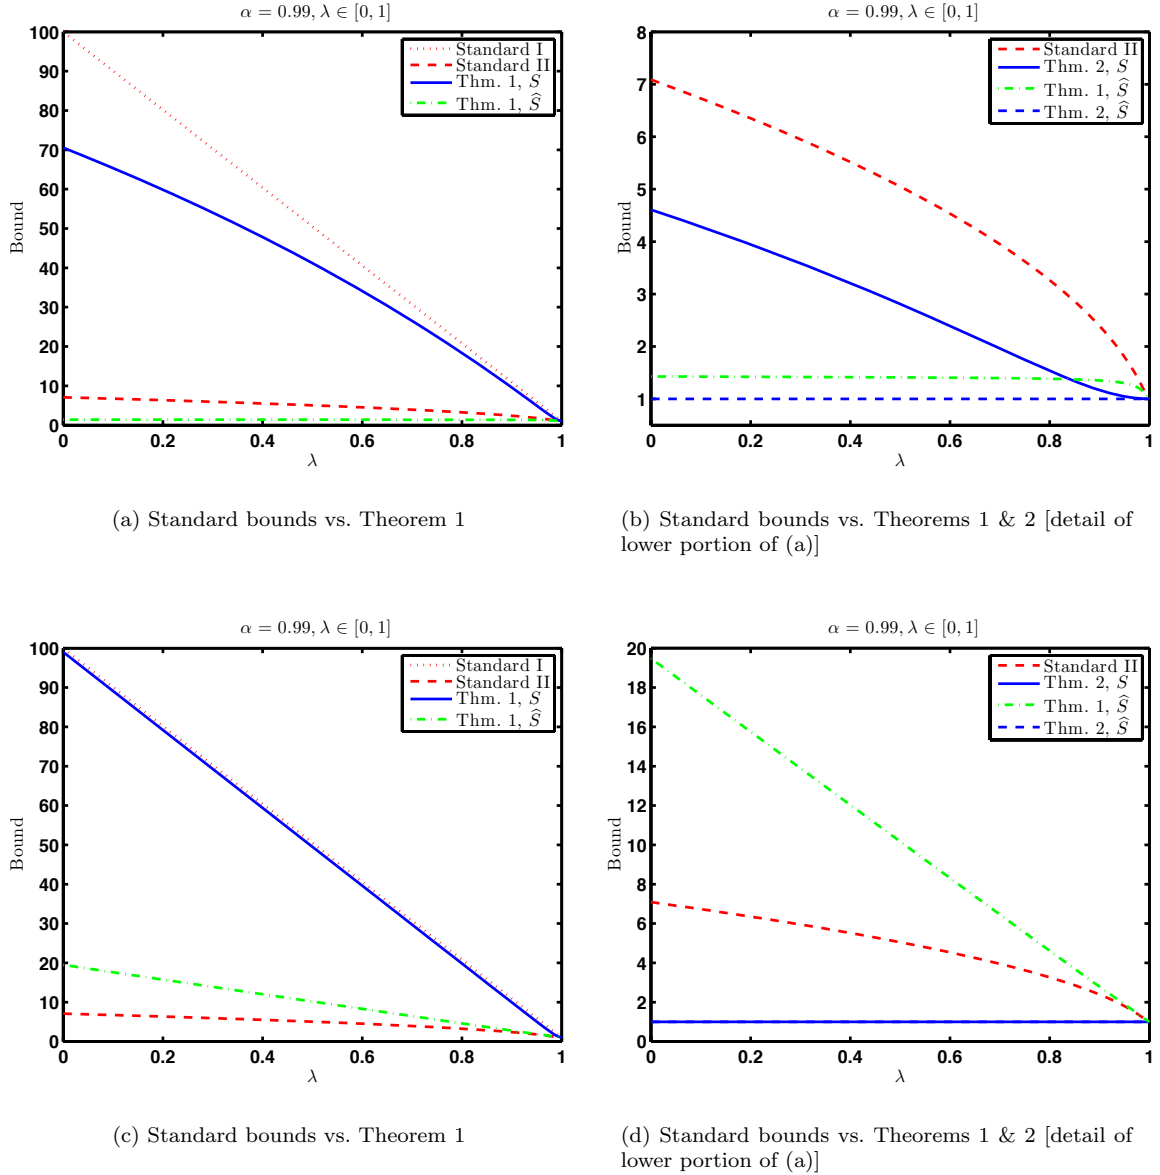 α = 0.99, λ ∈ [0, 1]
100
90
80
70
60
50
40
30
20
10
0
Bound
0 0.2 0.4 0.6 0.8 1
λ
Standard I
Standard II
Thm. 1, S
Thm. 1, Ŝ
(a) Standard bounds vs. Theorem 1
α = 0.99, λ ∈ [0, 1]
8
7
6
5
4
3
2
1
Bound
0 0.2 0.4 0.6 0.8 1
λ
Standard II
Thm. 2, S
Thm. 1, Ŝ
Thm. 2, Ŝ
(b) Standard bounds vs. Theorems 1 & 2 [detail of
lower portion of (a)]
α = 0.99, λ ∈ [0, 1]
100
90
80
70
60
50
40
30
20
10
0
Bound
0 0.2 0.4 0.6 0.8 1
λ
Standard I
Standard II
Thm. 1, S
Thm. 1, Ŝ
(c) Standard bounds vs. Theorem 1
α = 0.99, λ ∈ [0, 1]
20
18
16
14
12
10
8
6
4
2
0
Bound
0 0.2 0.4 0.6 0.8 1
λ
Standard II
Thm. 2, S
Thm. 1, Ŝ
Thm. 2, Ŝ
(d) Standard bounds vs. Theorems 1 & 2 [detail of
lower portion of (a)]